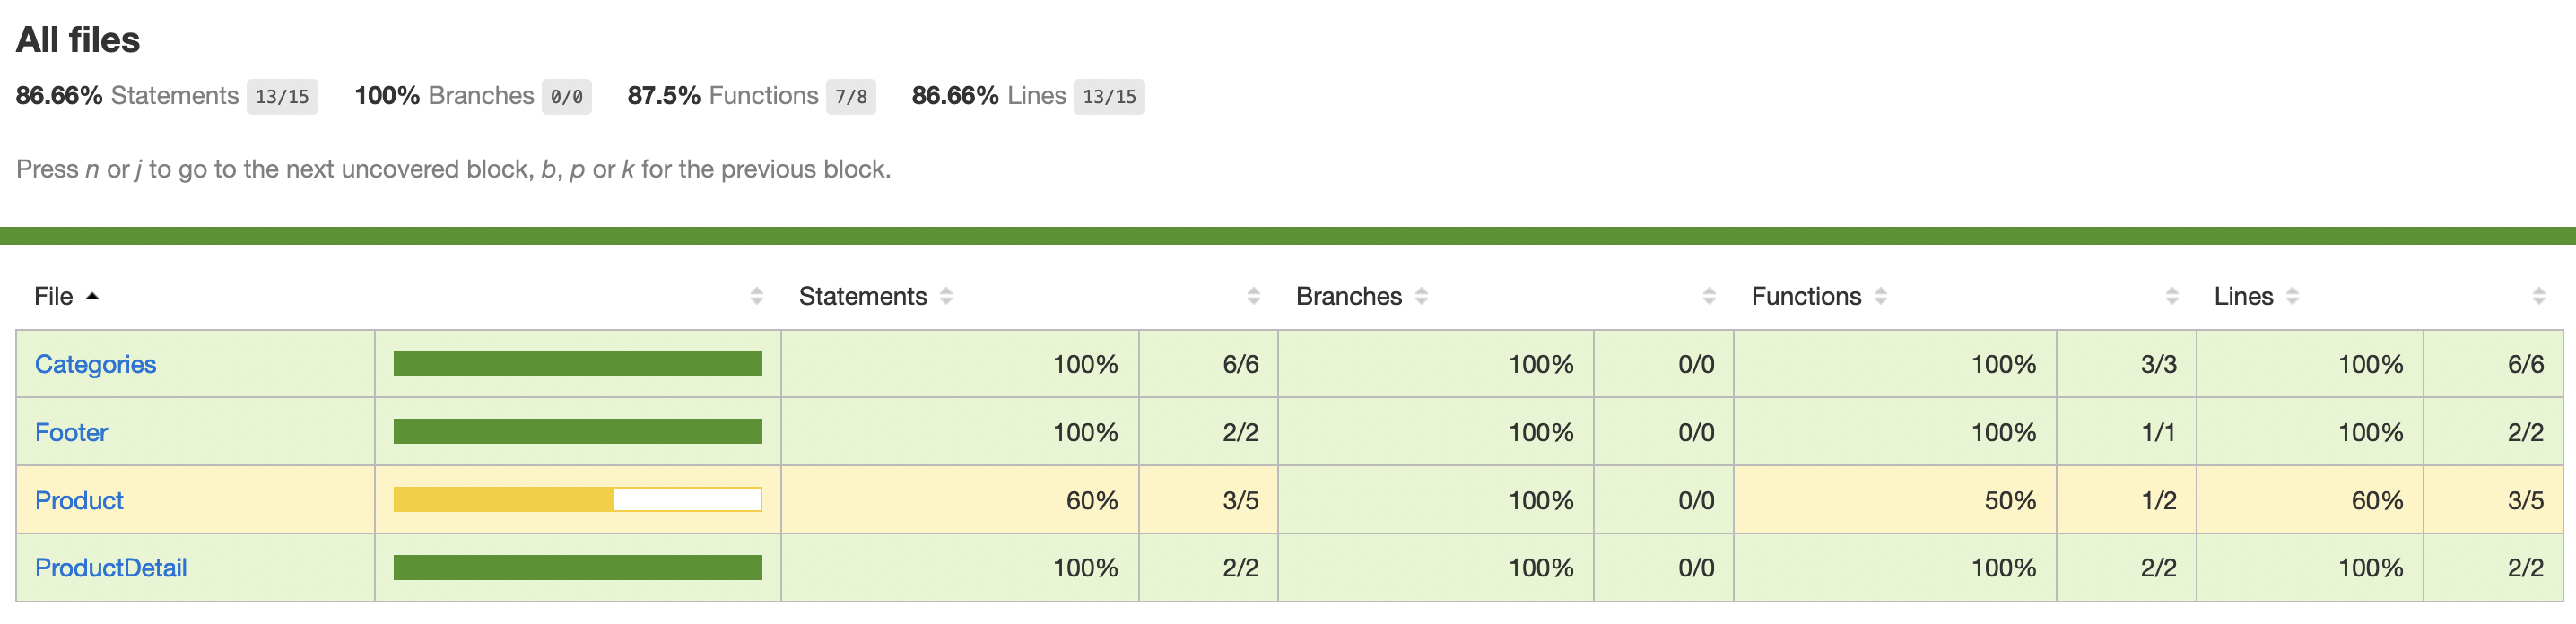 All files
86.66% Statements 13/15 100% Branches 0/0 87.5% Functions 7/8 86.66% Lines 13/15
Press n or j to go to the next uncovered block, b, p or k for the previous block.
File Statements Branches Functions Lines
Categories 100% 6/6 100% 0/0 100% 3/3 100% 6/6
Footer 100% 2/2 100% 0/0 100% 1/1 100% 2/2
Product 60% 3/5 100% 0/0 50% 1/2 60% 3/5
ProductDetail 100% 2/2 100% 0/0 100% 2/2 100% 2/2